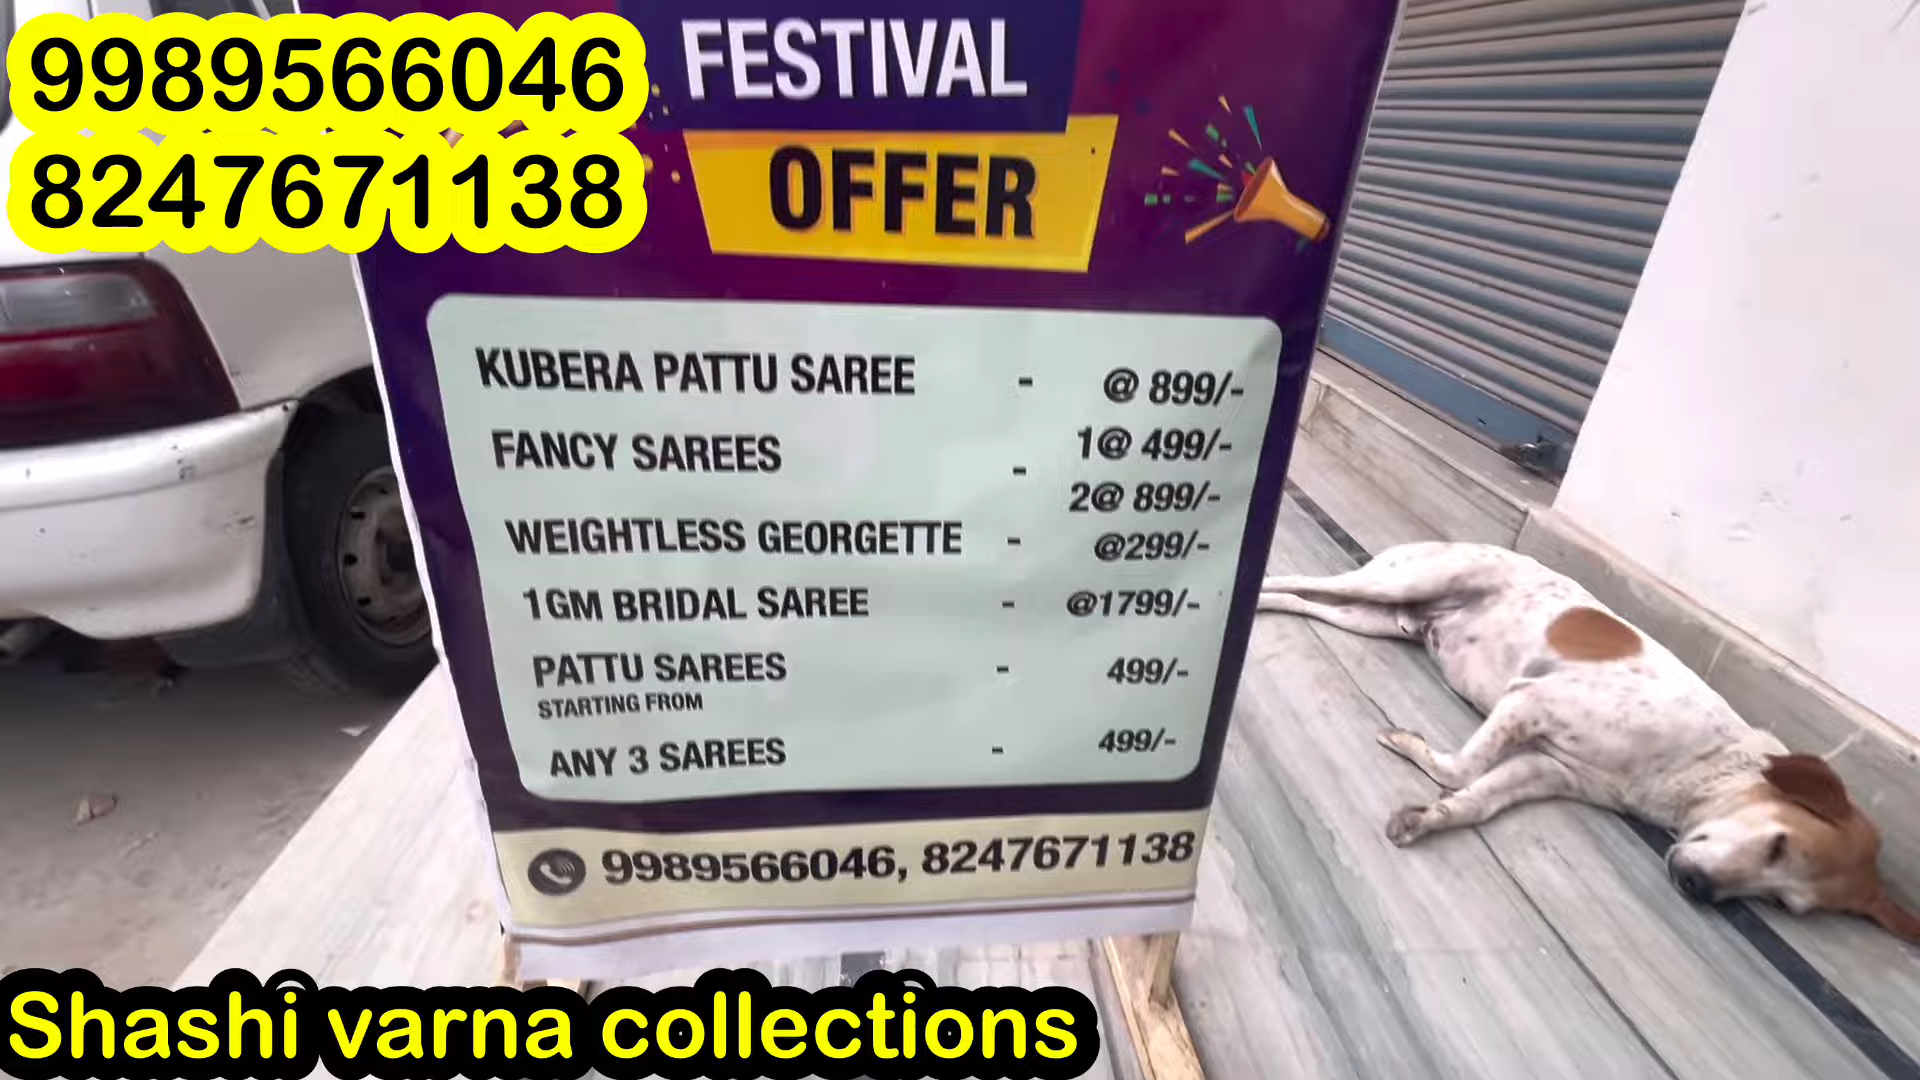 9989566046
8247671138
FESTIVAL
OFFER
KUBERA PATTU SAREE - @ 899/-
FANCY SAREES - 1@ 499/-
2@ 899/-
WEIGHTLESS GEORGETTE - @299/-
1GM BRIDAL SAREE - @1799/-
PATTU SAREES - 499/-
STARTING FROM
ANY 3 SAREES - 499/-
9989566046, 8247671138
Shashi varna collections